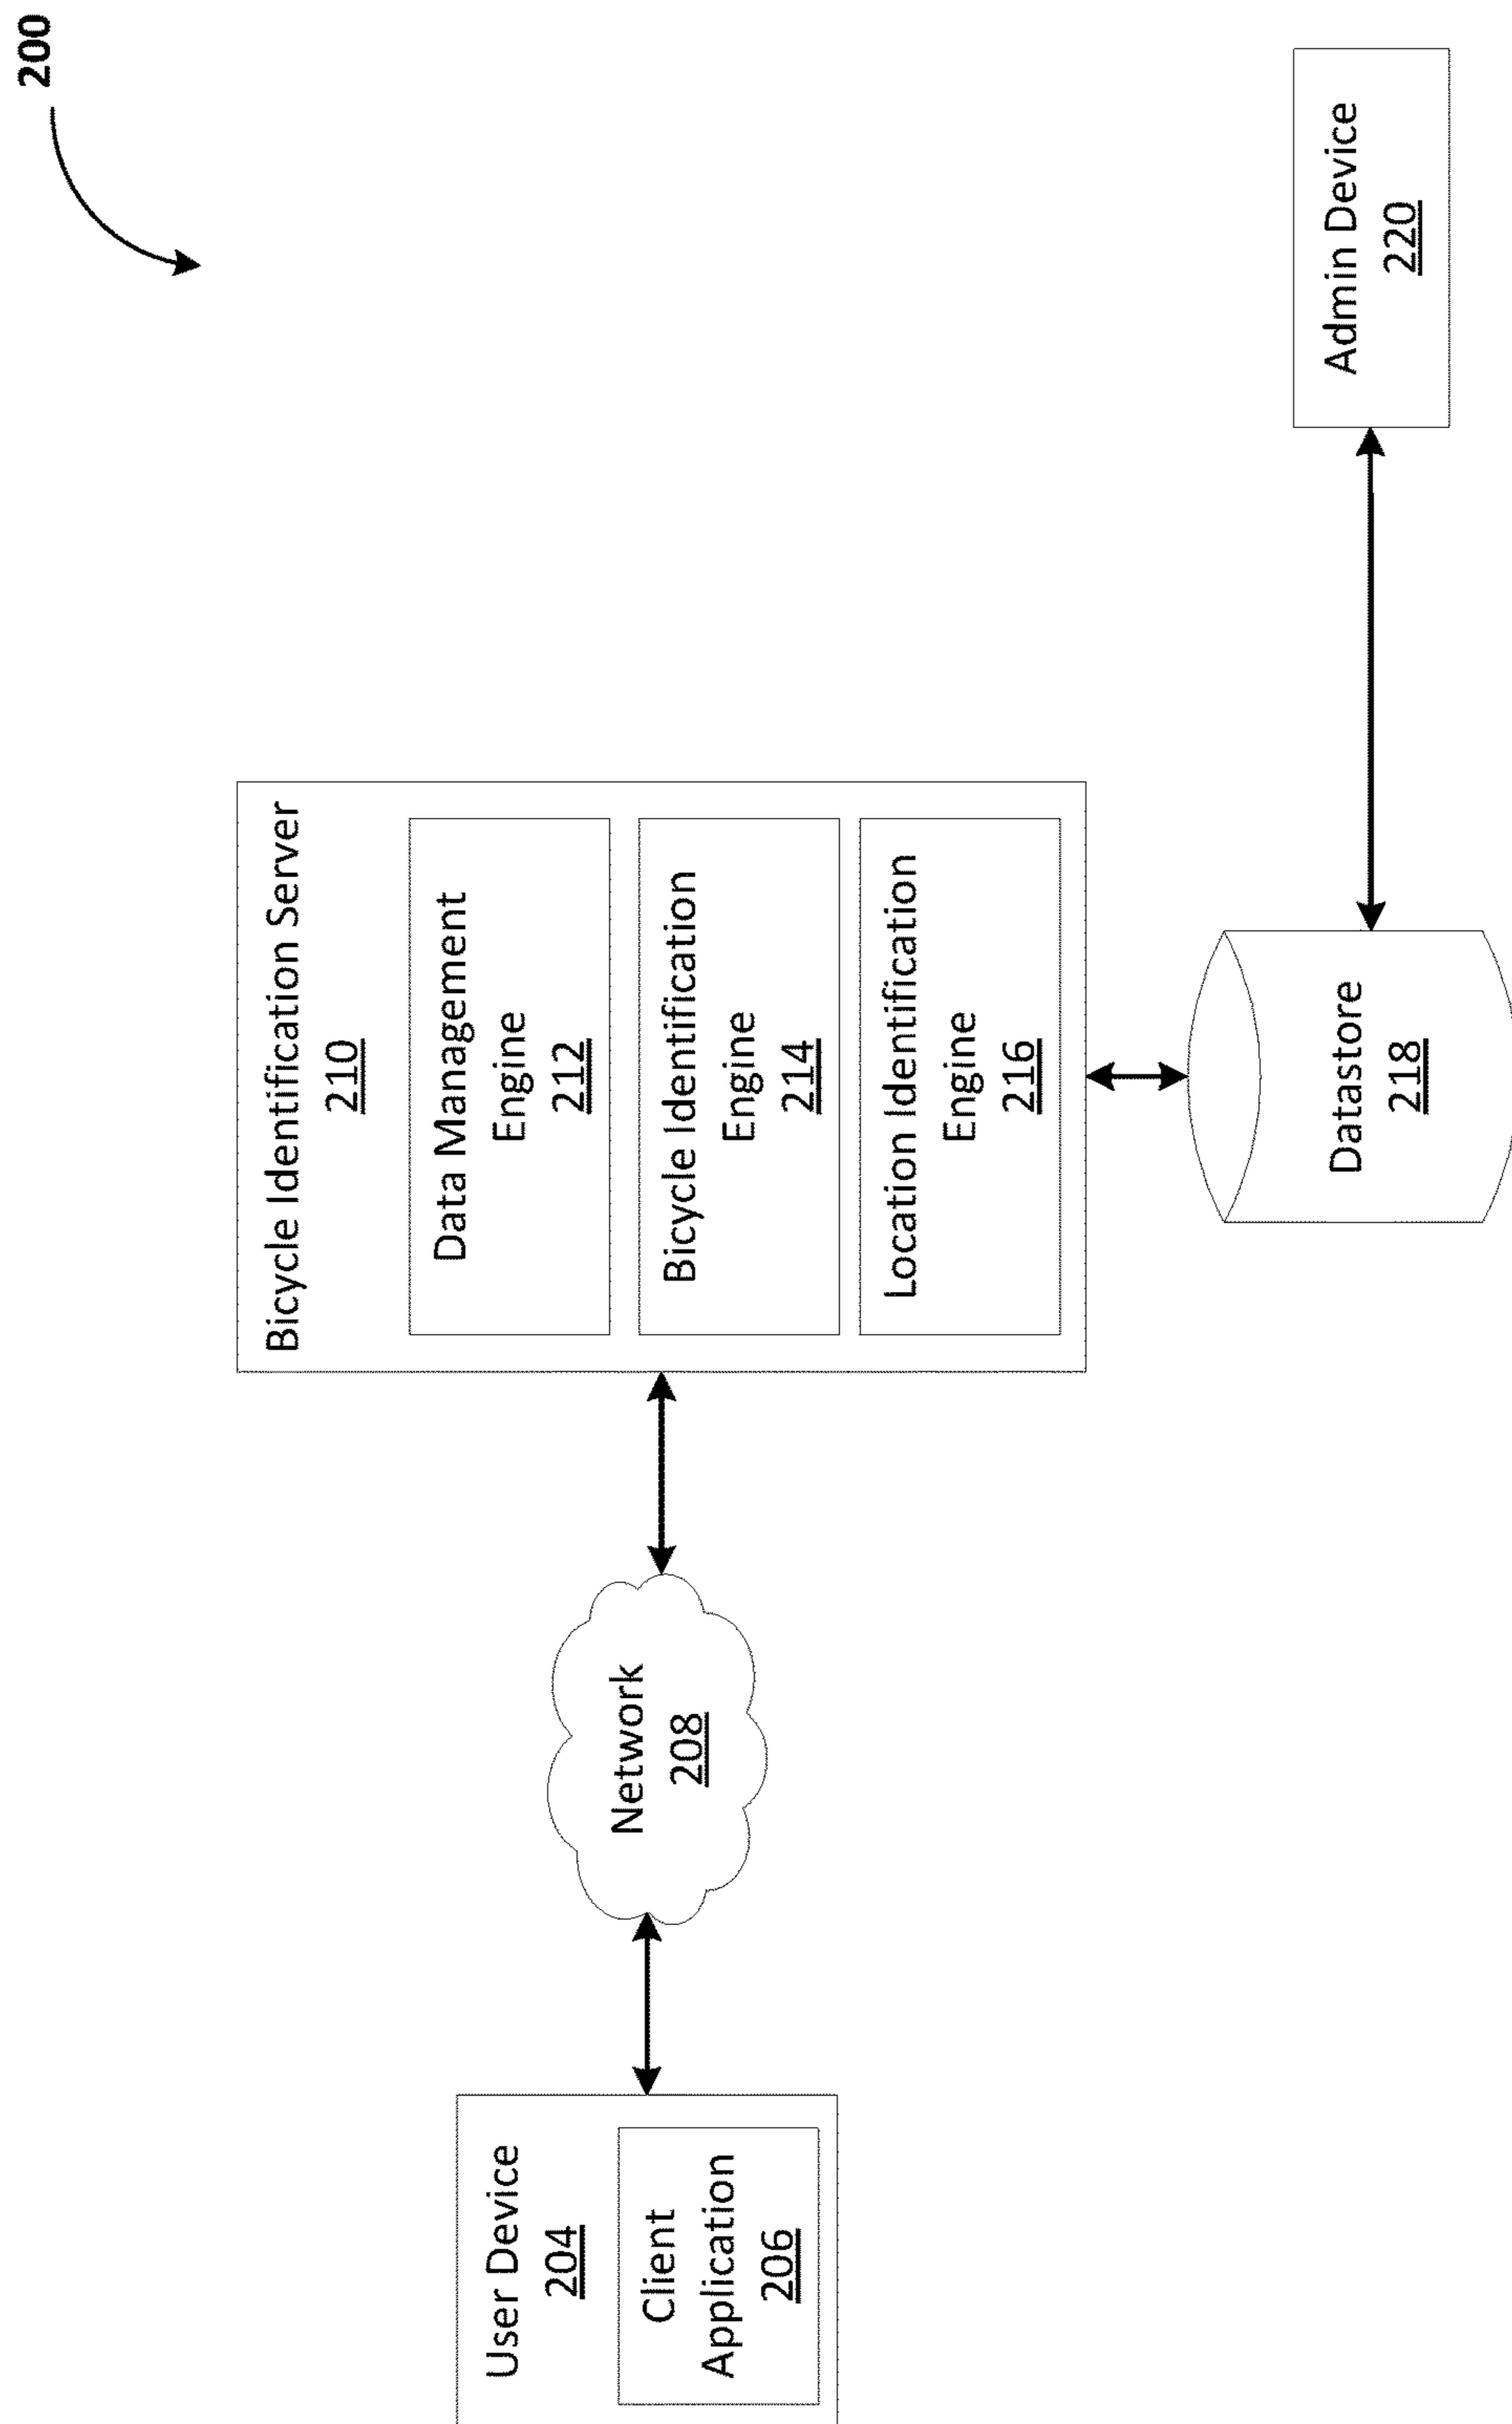 200
User Device
204
Client
Application
206
Network
208
Bicycle Identification Server
210
Data Management
Engine
212
Bicycle Identification
Engine
214
Location Identification
Engine
216
Datastore
218
Admin Device
220